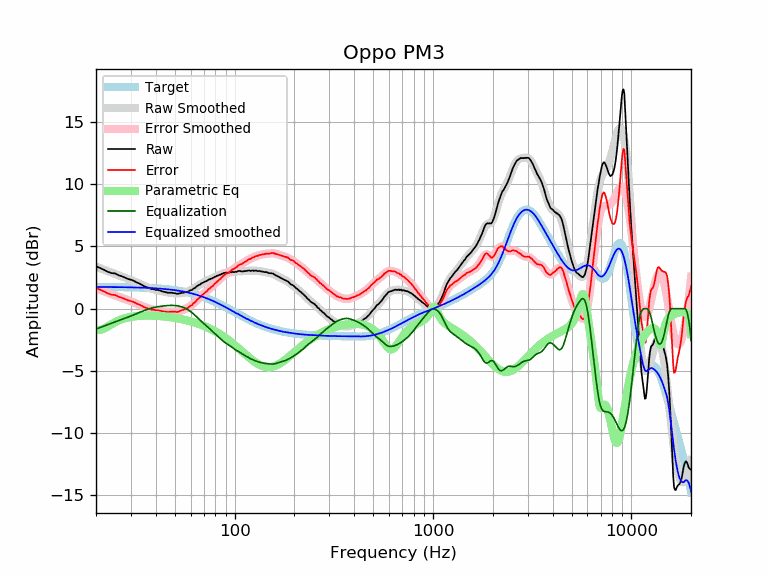 Oppo PM3
Target
Raw Smoothed
Error Smoothed
Raw
Error
Parametric Eq
Equalization
Equalized smoothed
15
10
5
0
−5
−10
−15
Amplitude (dBr)
100
1000
10000
Frequency (Hz)